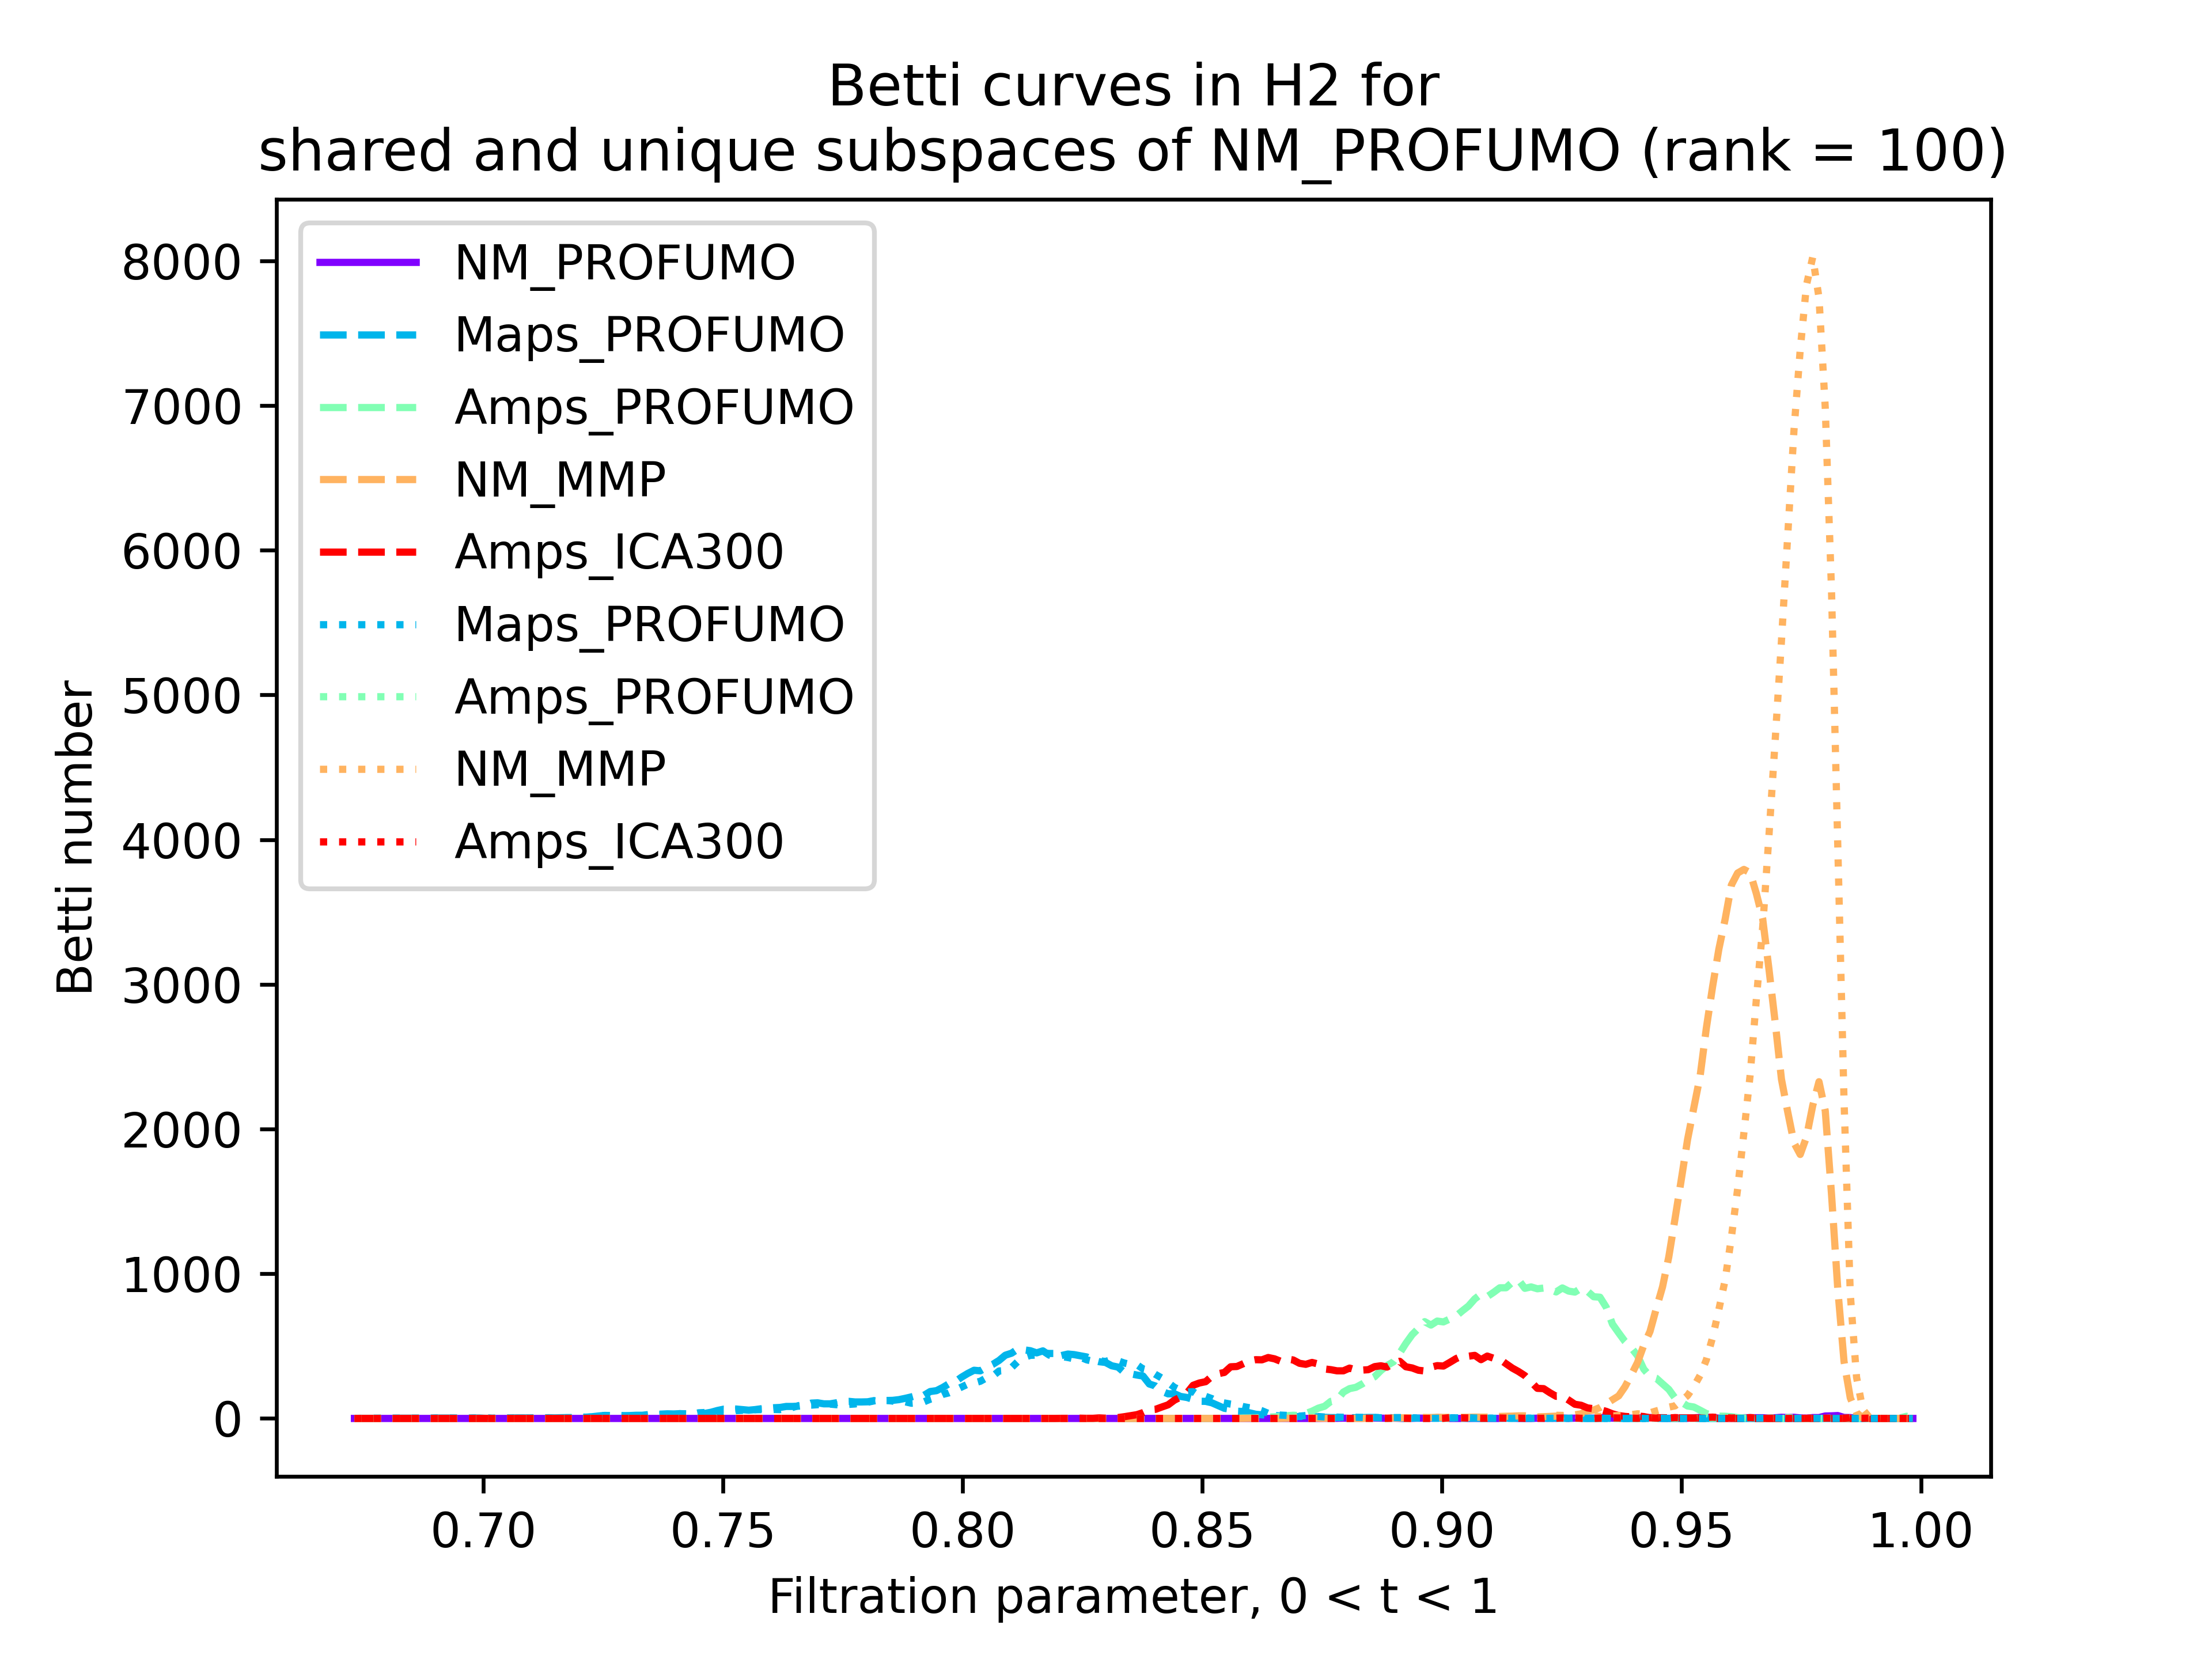 Betti curves in H2 for
shared and unique subspaces of NM_PROFUMO (rank = 100)
NM_PROFUMO
Maps_PROFUMO
Amps_PROFUMO
NM_MMP
Amps_ICA300
Maps_PROFUMO
Amps_PROFUMO
NM_MMP
Amps_ICA300
8000
7000
6000
5000
4000
3000
2000
1000
0
Betti number
0.70 0.75 0.80 0.85 0.90 0.95 1.00
Filtration parameter, 0 < t < 1